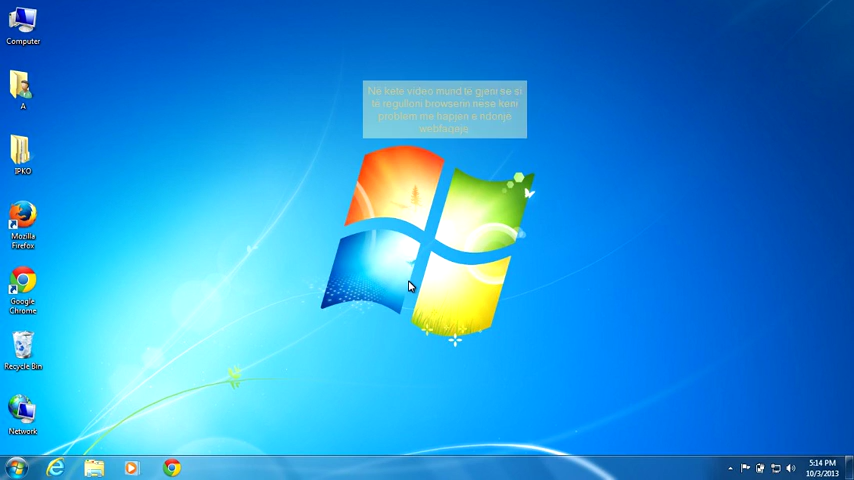 Computer
A
IPKO
Mozilla
Firefox
Google
Chrome
Recycle Bin
Network
Në këtë video mund të gjeni se si
të rregulloni browserin nëse keni
problem me hapjen e ndonjë
webfaqeje
5:14 PM
10/3/2013